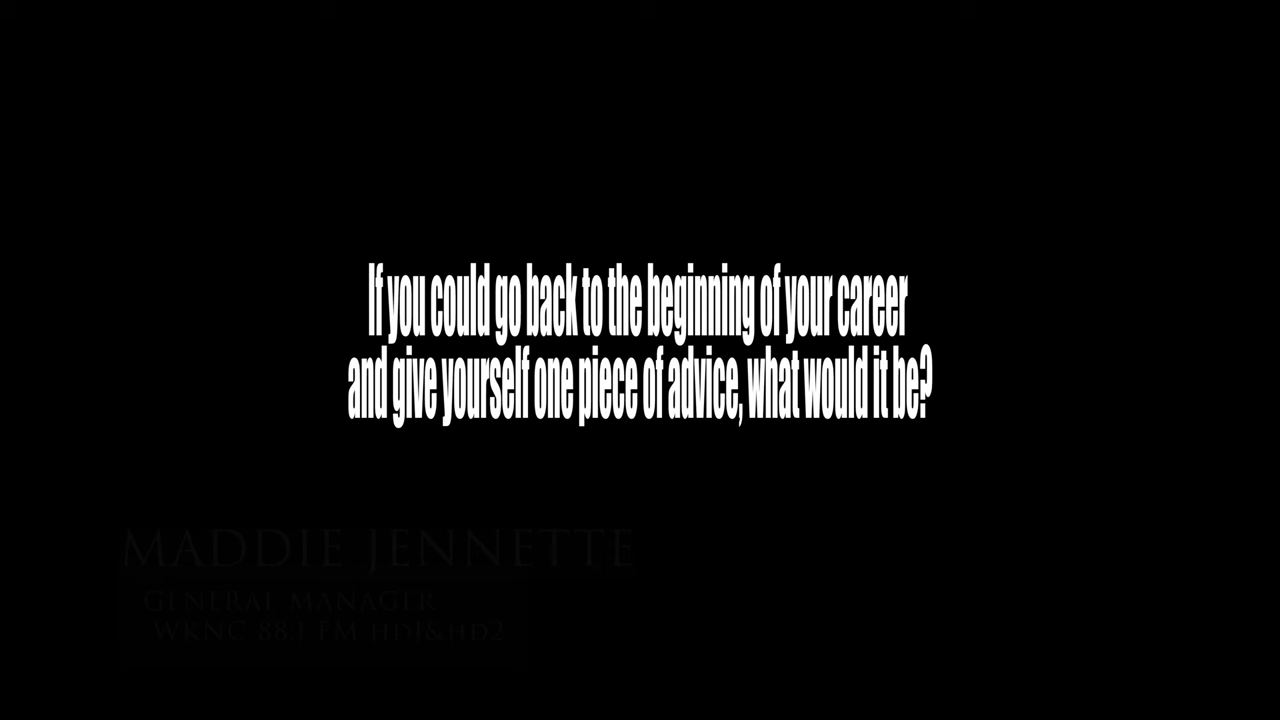 If you could go back to the beginning of your career
and give yourself one piece of advice, what would it be?
MADDIE JENNETTE
GENERAL MANAGER
WKNC 88.1 FM HD1&HD2